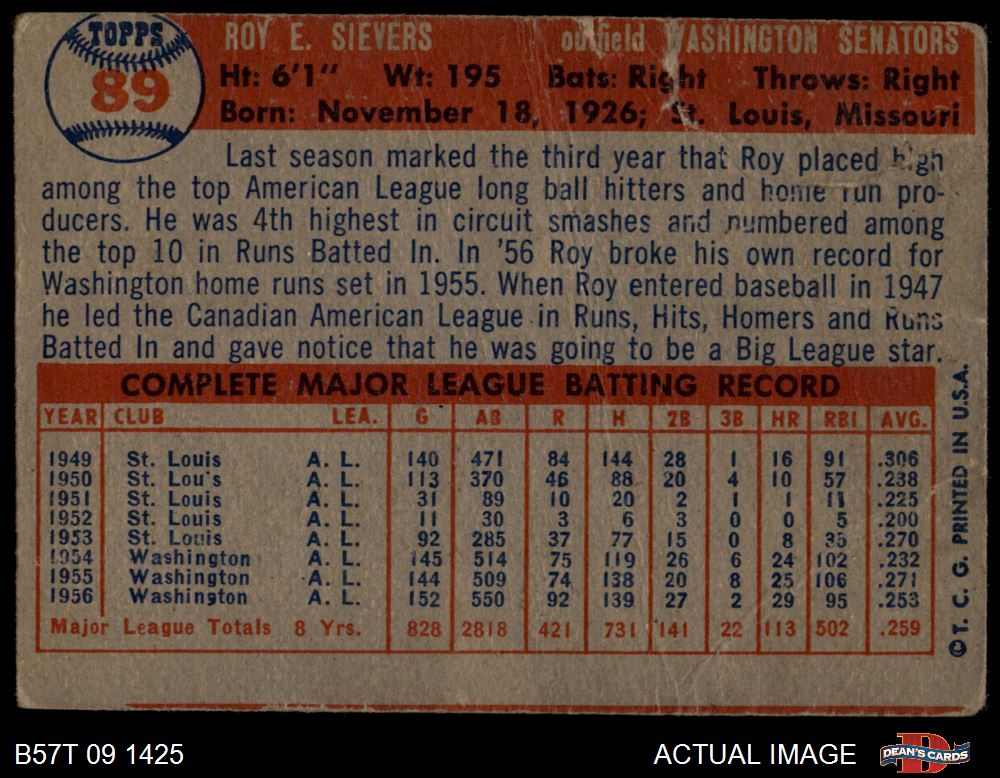 TOPPS
89
ROY E. SIEVERS outfield WASHINGTON SENATORS
Ht: 6'1" Wt: 195 Bats: Right Throws: Right
Born: November 18, 1926; St. Louis, Missouri
Last season marked the third year that Roy placed high
among the top American League long ball hitters and home run pro-
ducers. He was 4th highest in circuit smashes and numbered among
the top 10 in Runs Batted In. In '56 Roy broke his own record for
Washington home runs set in 1955. When Roy entered baseball in 1947
he led the Canadian American League in Runs, Hits, Homers and Runs
Batted In and gave notice that he was going to be a Big League star.
COMPLETE MAJOR LEAGUE BATTING RECORD
YEAR CLUB LEA. G AB R H 2B 3B HR RBI AVG.
1949 St. Louis A. L. 140 471 84 144 28 1 16 91 .306
1950 St. Louis A. L. 113 370 46 88 20 4 10 57 .238
1951 St. Louis A. L. 31 89 10 20 2 1 1 11 .225
1952 St. Louis A. L. 11 30 3 6 3 0 0 5 .200
1953 St. Louis A. L. 92 285 37 77 15 0 8 35 .270
1954 Washington A. L. 145 514 75 119 26 6 24 102 .232
1955 Washington A. L. 144 509 74 138 20 8 25 106 .271
1956 Washington A. L. 152 550 92 139 27 2 29 95 .253
Major League Totals 8 Yrs. 828 2818 421 731 141 22 113 502 .259
©T. C. G. PRINTED IN U.S.A.
B57T 09 1425 ACTUAL IMAGE DEAN'S CARDS